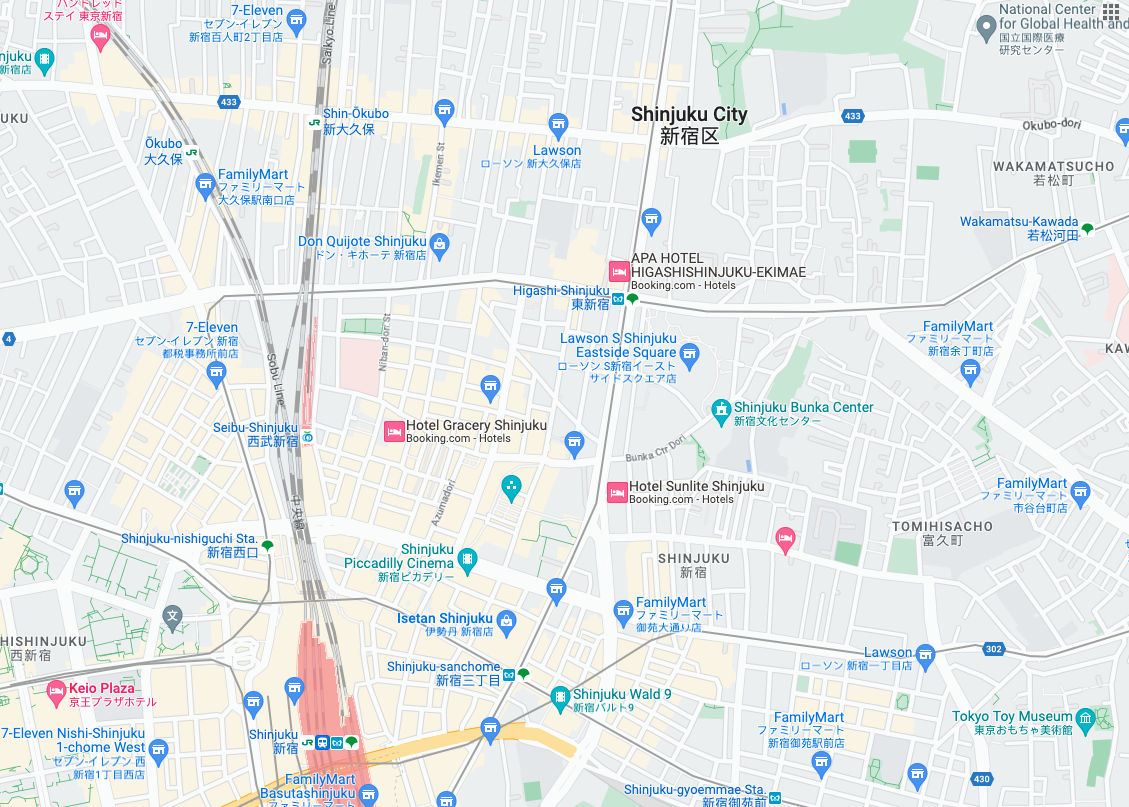 ハンドレッド
ステイ 東京新宿
7-Eleven
セブン-イレブン
新宿百人町2丁目店
Saikyo Line
National Center
for Global Health and
国立国際医療
研究センター
njuku
新宿店
433
Shin-Ōkubo
新大久保
Shinjuku City
新宿区
433
Okubo-dori
UKU
Ōkubo
大久保
Lawson
ローソン 新大久保店
Ikemen St
WAKAMATSUCHO
若松町
FamilyMart
ファミリーマート
大久保駅南口店
Wakamatsu-Kawada
若松河田
Don Quijote Shinjuku
ドン・キホーテ 新宿店
APA HOTEL
HIGASHISHINJUKU-EKIMAE
Booking.com - Hotels
Higashi-Shinjuku
東新宿
4
7-Eleven
セブン-イレブン 新宿
都税事務所前店
Niban-dori St
Lawson S Shinjuku
Eastside Square
ローソン S新宿イースト
サイドスクエア店
FamilyMart
ファミリーマート
新宿余丁町店
KAW
Sobu Line
Shinjuku Bunka Center
新宿文化センター
Seibu-Shinjuku
西武新宿
Hotel Gracery Shinjuku
Booking.com - Hotels
Bunka Ctr Dori
Hotel Sunlite Shinjuku
Booking.com - Hotels
FamilyMart
ファミリーマート
市谷台町店
Azumadori
中央線
TOMIHISACHO
富久町
Shinjuku-nishiguchi Sta.
新宿西口
Shinjuku
Piccadilly Cinema
新宿ピカデリー
SHINJUKU
新宿
文
Isetan Shinjuku
伊勢丹 新宿店
FamilyMart
ファミリーマート
御苑大通り店
HISHINJUKU
西新宿
Shinjuku-sanchome
新宿三丁目
Lawson
ローソン 新宿一丁目店
302
Keio Plaza
京王プラザホテル
Shinjuku Wald 9
新宿バルト9
7-Eleven Nishi-Shinjuku
1-chome West
セブン-イレブン 西
新宿1丁目西店
Shinjuku
新宿
FamilyMart
ファミリーマート
新宿御苑駅前店
Tokyo Toy Museum
東京おもちゃ美術館
FamilyMart
Basutashinjuku
ファミリーマート
430
Shinjuku-gyoemmae-Sta.
新宿御苑前